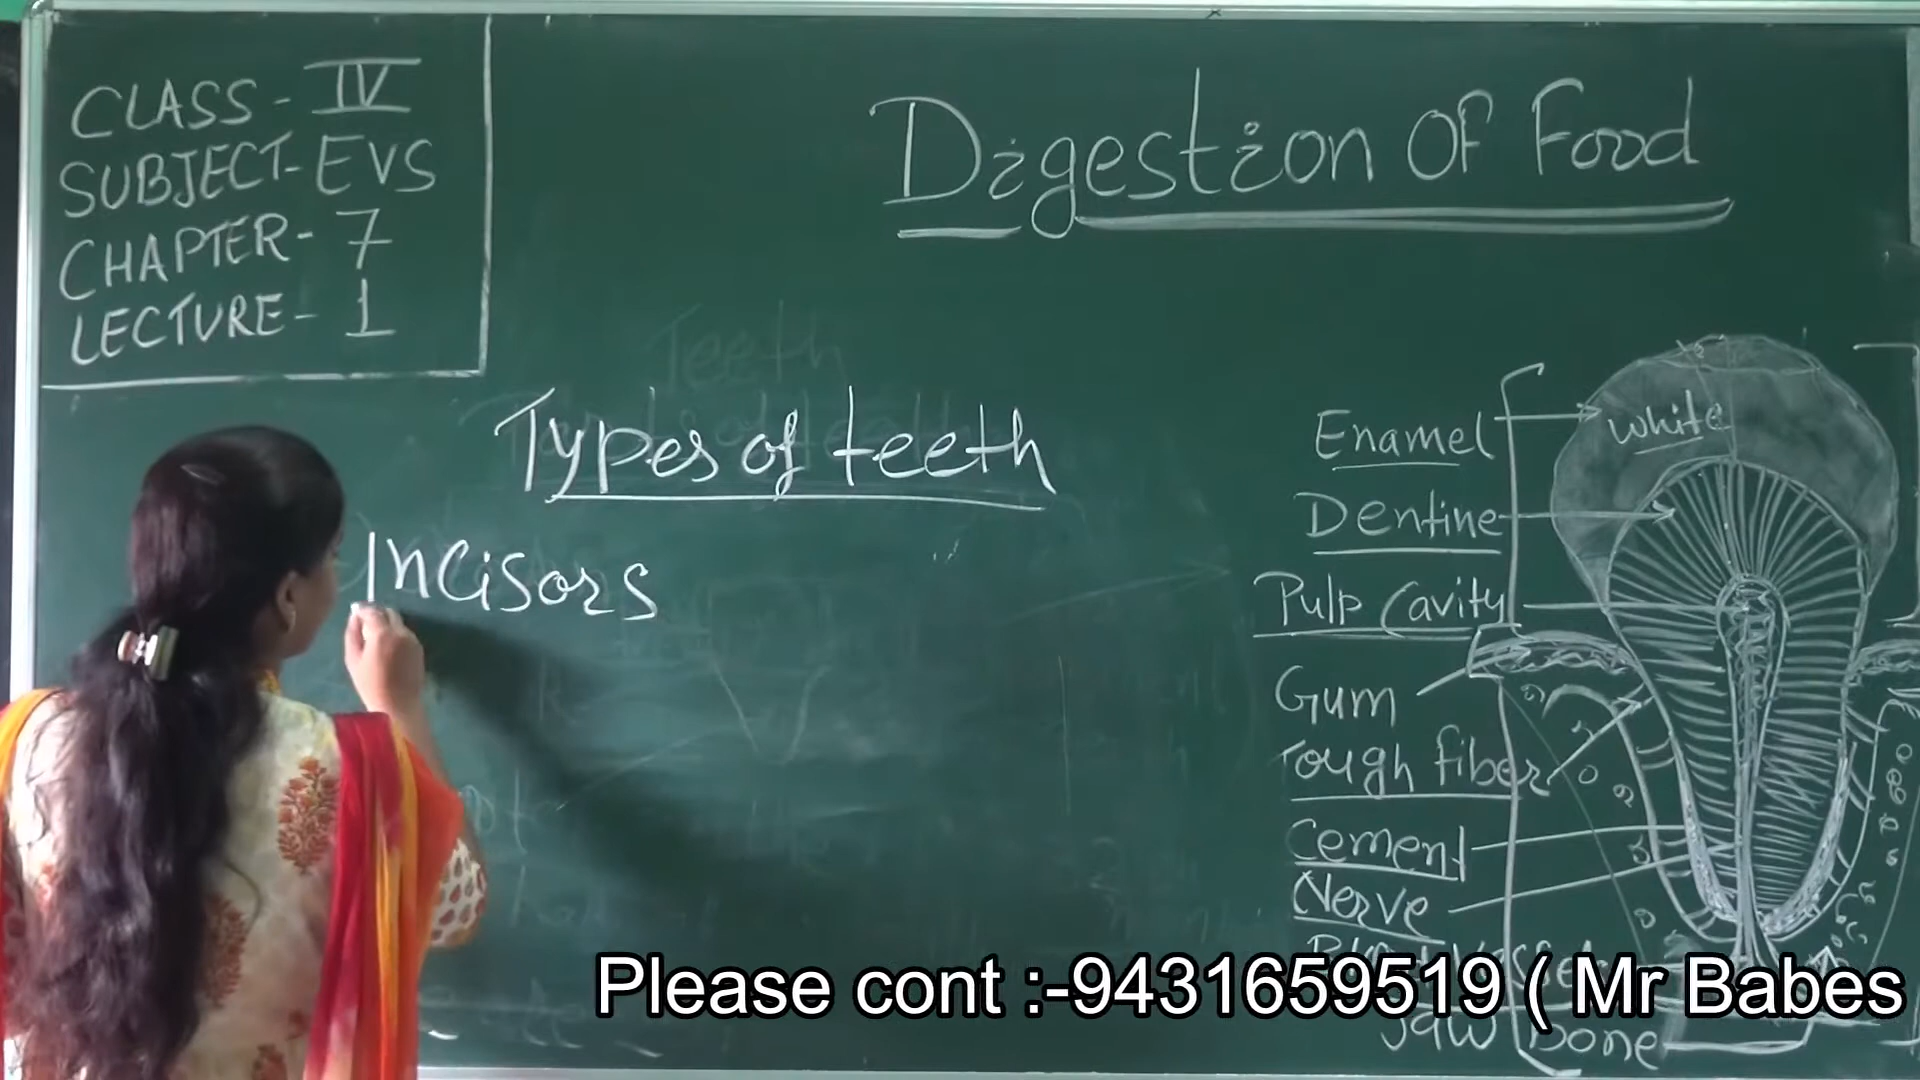 CLASS - IV
SUBJECT - EVS
CHAPTER - 7
LECTURE - 1
Digestion Of Food
Teeth
Types of teeth
Incisors
Enamel
white
Dentine
Pulp Cavity
Gum
Tough fiber
Cement
Nerve
Jaw bone
Please cont :-9431659519 ( Mr Babes